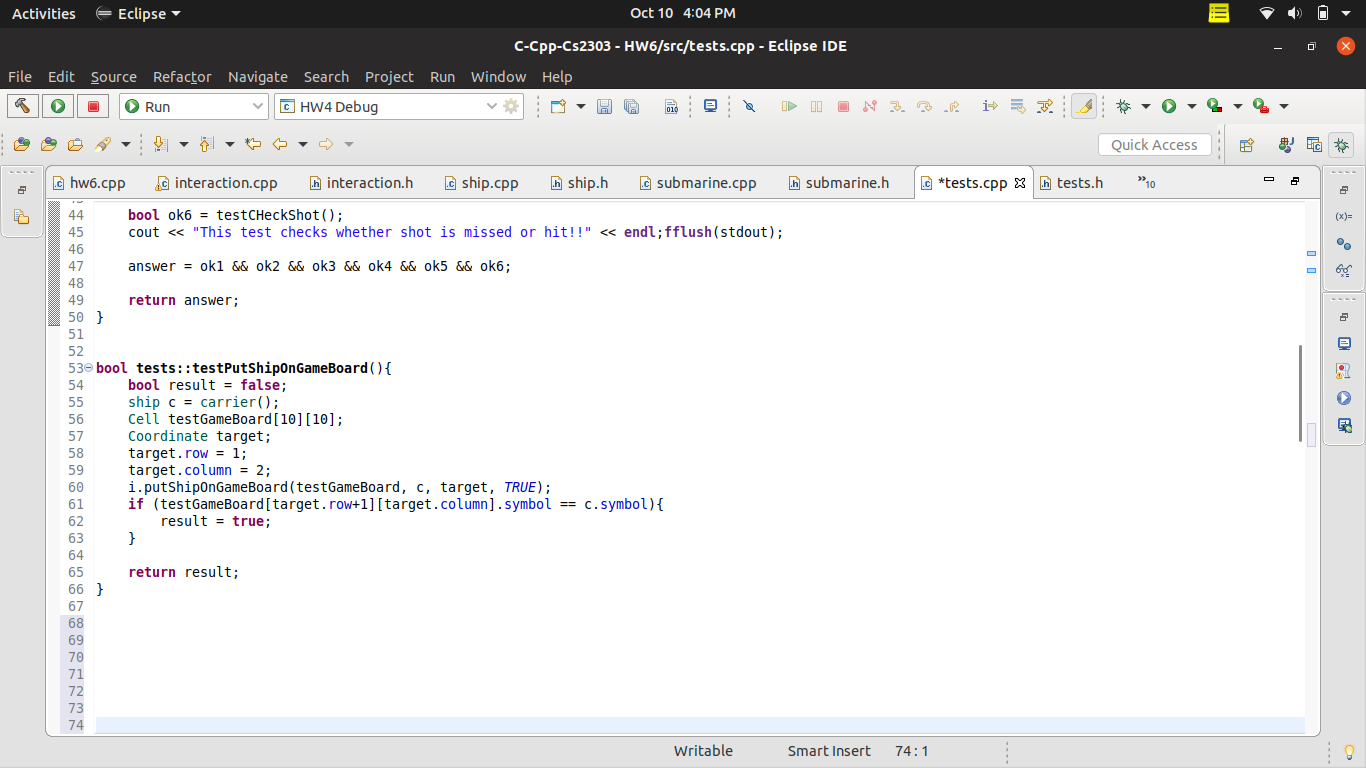 Activities Eclipse Oct 10 4:04 PM
C-Cpp-Cs2303 - HW6/src/tests.cpp - Eclipse IDE
File Edit Source Refactor Navigate Search Project Run Window Help
Run HW4 Debug
Quick Access
hw6.cpp interaction.cpp interaction.h ship.cpp ship.h submarine.cpp submarine.h *tests.cpp tests.h »10
44 bool ok6 = testCHeckShot();
45 cout << "This test checks whether shot is missed or hit!!" << endl;fflush(stdout);
46
47 answer = ok1 && ok2 && ok3 && ok4 && ok5 && ok6;
48
49 return answer;
50 }
51
52
53 bool tests::testPutShipOnGameBoard(){
54 bool result = false;
55 ship c = carrier();
56 Cell testGameBoard[10][10];
57 Coordinate target;
58 target.row = 1;
59 target.column = 2;
60 i.putShipOnGameBoard(testGameBoard, c, target, TRUE);
61 if (testGameBoard[target.row+1][target.column].symbol == c.symbol){
62 result = true;
63 }
64
65 return result;
66 }
67
68
69
70
71
72
73
74
Writable Smart Insert 74 : 1